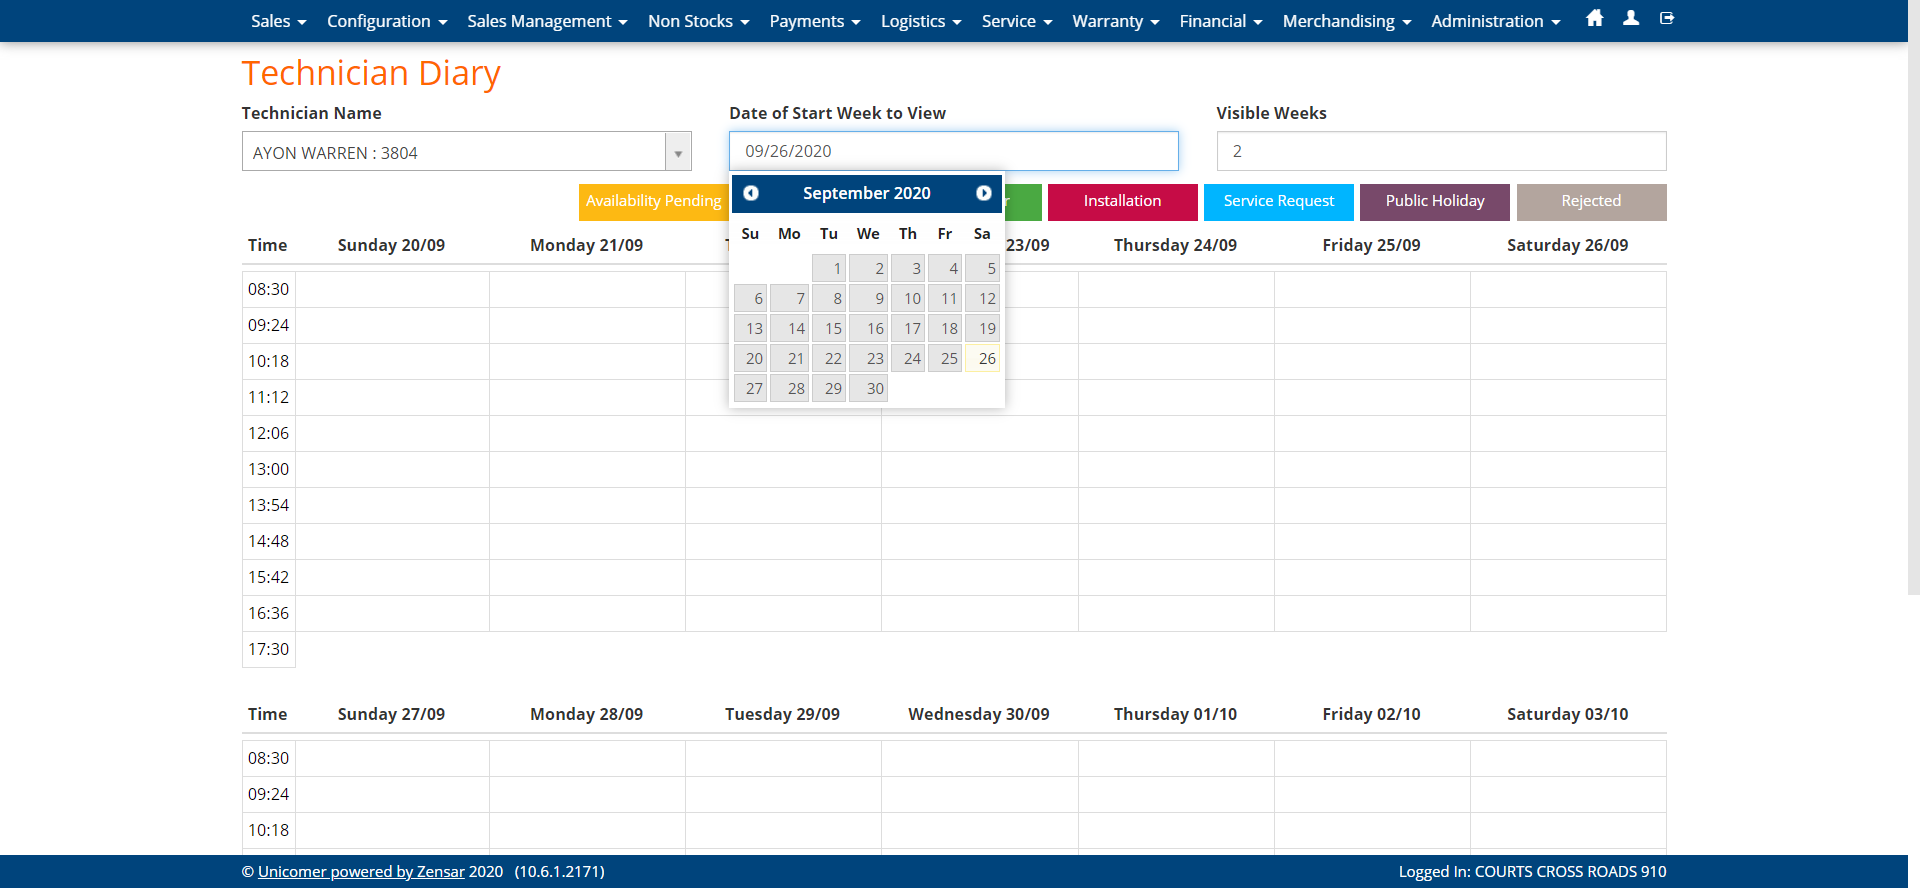 Sales Configuration Sales Management Non Stocks Payments Logistics Service Warranty Financial Merchandising Administration
Technician Diary
Technician Name Date of Start Week to View Visible Weeks
AYON WARREN : 3804 09/26/2020 2
Availability Pending Installation Service Request Public Holiday Rejected
September 2020
Su Mo Tu We Th Fr Sa
1 2 3 4 5
6 7 8 9 10 11 12
13 14 15 16 17 18 19
20 21 22 23 24 25 26
27 28 29 30
Time Sunday 20/09 Monday 21/09 23/09 Thursday 24/09 Friday 25/09 Saturday 26/09
08:30
09:24
10:18
11:12
12:06
13:00
13:54
14:48
15:42
16:36
17:30
Time Sunday 27/09 Monday 28/09 Tuesday 29/09 Wednesday 30/09 Thursday 01/10 Friday 02/10 Saturday 03/10
08:30
09:24
10:18
© Unicomer powered by Zensar 2020 (10.6.1.2171) Logged In: COURTS CROSS ROADS 910